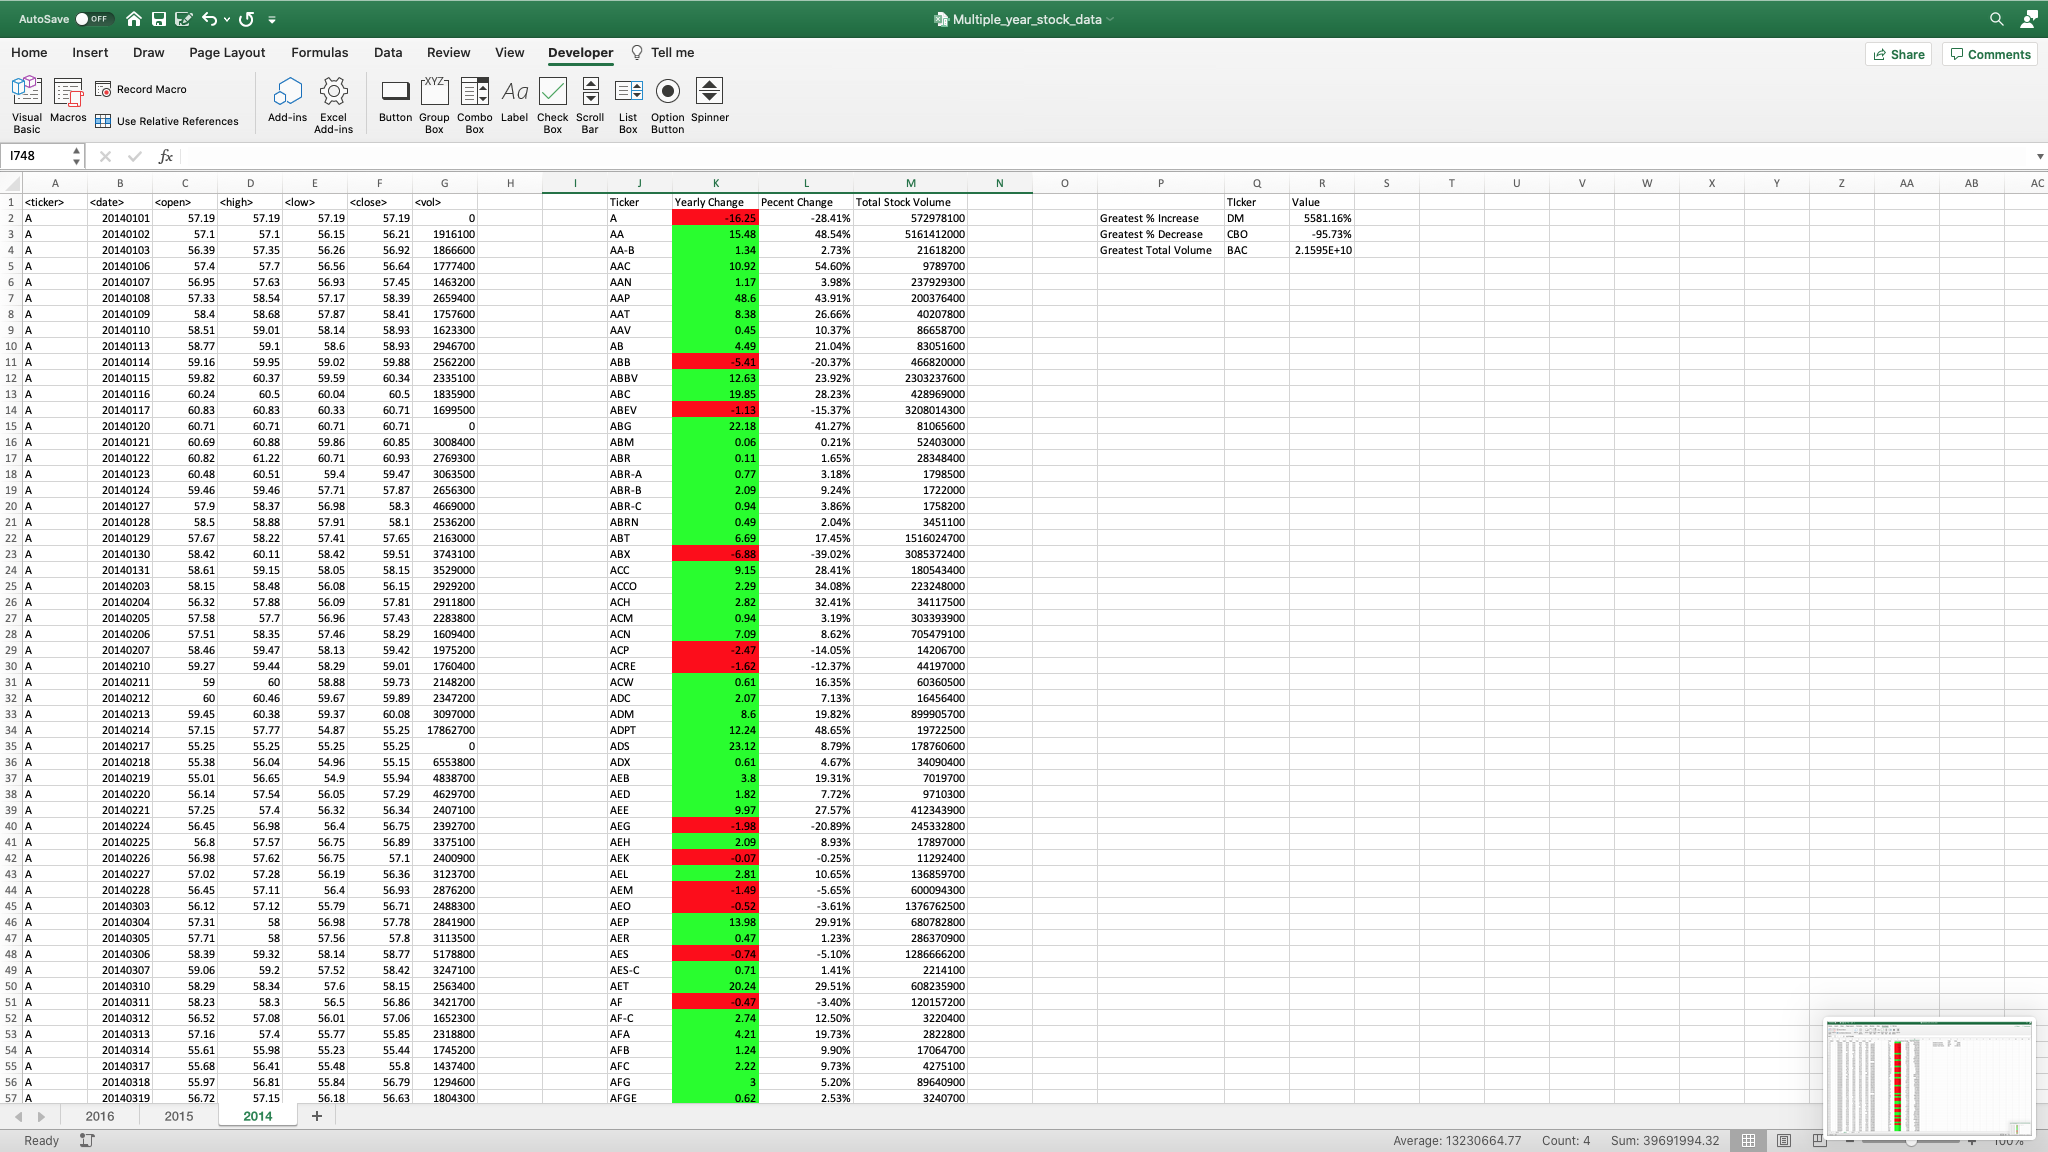 AutoSave OFF Multiple_year_stock_data
Home Insert Draw Page Layout Formulas Data Review View Developer Tell me Share Comments
Visual Basic Macros Record Macro Use Relative References Add-ins Excel Add-ins Button Group Box Combo Box Label Check Box Scroll Bar List Box Option Button Spinner
XYZ Aa
I748 fx
A B C D E F G H I J K L M N O P Q R S T U V W X Y Z AA AB AC
1 <ticker> <date> <open> <high> <low> <close> <vol> Ticker Yearly Change Pecent Change Total Stock Volume TIcker Value
2 A 20140101 57.19 57.19 57.19 57.19 0 A -16.25 -28.41% 572978100 Greatest % Increase DM 5581.16%
3 A 20140102 57.1 57.1 56.15 56.21 1916100 AA 15.48 48.54% 5161412000 Greatest % Decrease CBO -95.73%
4 A 20140103 56.39 57.35 56.26 56.92 1866600 AA-B 1.34 2.73% 21618200 Greatest Total Volume BAC 2.1595E+10
5 A 20140106 57.4 57.7 56.56 56.64 1777400 AAC 10.92 54.60% 9789700
6 A 20140107 56.95 57.63 56.93 57.45 1463200 AAN 1.17 3.98% 237929300
7 A 20140108 57.33 58.54 57.17 58.39 2659400 AAP 48.6 43.91% 200376400
8 A 20140109 58.4 58.68 57.87 58.41 1757600 AAT 8.38 26.66% 40207800
9 A 20140110 58.51 59.01 58.14 58.93 1623300 AAV 0.45 10.37% 86658700
10 A 20140113 58.77 59.1 58.6 58.93 2946700 AB 4.49 21.04% 83051600
11 A 20140114 59.16 59.95 59.02 59.88 2562200 ABB -5.41 -20.37% 466820000
12 A 20140115 59.82 60.37 59.59 60.34 2335100 ABBV 12.63 23.92% 2303237600
13 A 20140116 60.24 60.5 60.04 60.5 1835900 ABC 19.85 28.23% 428969000
14 A 20140117 60.83 60.83 60.33 60.71 1699500 ABEV -1.13 -15.37% 3208014300
15 A 20140120 60.71 60.71 60.71 60.71 0 ABG 22.18 41.27% 81065600
16 A 20140121 60.69 60.88 59.86 60.85 3008400 ABM 0.06 0.21% 52403000
17 A 20140122 60.82 61.22 60.71 60.93 2769300 ABR 0.11 1.65% 28348400
18 A 20140123 60.48 60.51 59.4 59.47 3063500 ABR-A 0.77 3.18% 1798500
19 A 20140124 59.46 59.46 57.71 57.87 2656300 ABR-B 2.09 9.24% 1722000
20 A 20140127 57.9 58.37 56.98 58.3 4669000 ABR-C 0.94 3.86% 1758200
21 A 20140128 58.5 58.88 57.91 58.1 2536200 ABRN 0.49 2.04% 3451100
22 A 20140129 57.67 58.22 57.41 57.65 2163000 ABT 6.69 17.45% 1516024700
23 A 20140130 58.42 60.11 58.42 59.51 3743100 ABX -6.88 -39.02% 3085372400
24 A 20140131 58.61 59.15 58.05 58.15 3529000 ACC 9.15 28.41% 180543400
25 A 20140203 58.15 58.48 56.08 56.15 2929200 ACCO 2.29 34.08% 223248000
26 A 20140204 56.32 57.88 56.09 57.81 2911800 ACH 2.82 32.41% 34117500
27 A 20140205 57.58 57.7 56.96 57.43 2283800 ACM 0.94 3.19% 303393900
28 A 20140206 57.51 58.35 57.46 58.29 1609400 ACN 7.09 8.62% 705479100
29 A 20140207 58.46 59.47 58.13 59.42 1975200 ACP -2.47 -14.05% 14206700
30 A 20140210 59.27 59.44 58.29 59.01 1760400 ACRE -1.62 -12.37% 44197000
31 A 20140211 59 60 58.88 59.73 2148200 ACW 0.61 16.35% 60360500
32 A 20140212 60 60.46 59.67 59.89 2347200 ADC 2.07 7.13% 16456400
33 A 20140213 59.45 60.38 59.37 60.08 3097000 ADM 8.6 19.82% 899905700
34 A 20140214 57.15 57.77 54.87 55.25 17862700 ADPT 12.24 48.65% 19722500
35 A 20140217 55.25 55.25 55.25 55.25 0 ADS 23.12 8.79% 178760600
36 A 20140218 55.38 56.04 54.96 55.15 6553800 ADX 0.61 4.67% 34090400
37 A 20140219 55.01 56.65 54.9 55.94 4838700 AEB 3.8 19.31% 7019700
38 A 20140220 56.14 57.54 56.05 57.29 4629700 AED 1.82 7.72% 9710300
39 A 20140221 57.25 57.4 56.32 56.34 2407100 AEE 9.97 27.57% 412343900
40 A 20140224 56.45 56.98 56.4 56.75 2392700 AEG -1.98 -20.89% 245332800
41 A 20140225 56.8 57.57 56.75 56.89 3375100 AEH 2.09 8.93% 17897000
42 A 20140226 56.98 57.62 56.75 57.1 2400900 AEK -0.07 -0.25% 11292400
43 A 20140227 57.02 57.28 56.19 56.36 3123700 AEL 2.81 10.65% 136859700
44 A 20140228 56.45 57.11 56.4 56.93 2876200 AEM -1.49 -5.65% 600094300
45 A 20140303 56.12 57.12 55.79 56.71 2488300 AEO -0.52 -3.61% 1376762500
46 A 20140304 57.31 58 56.98 57.78 2841900 AEP 13.98 29.91% 680782800
47 A 20140305 57.71 58 57.56 57.8 3113500 AER 0.47 1.23% 286370900
48 A 20140306 58.39 59.32 58.14 58.77 5178800 AES -0.74 -5.10% 1286666200
49 A 20140307 59.06 59.2 57.52 58.42 3247100 AES-C 0.71 1.41% 2214100
50 A 20140310 58.29 58.34 57.6 58.15 2563400 AET 20.24 29.51% 608235900
51 A 20140311 58.23 58.3 56.5 56.86 3421700 AF -0.47 -3.40% 120157200
52 A 20140312 56.52 57.08 56.01 57.06 1652300 AF-C 2.74 12.50% 3220400
53 A 20140313 57.16 57.4 55.77 55.85 2318800 AFA 4.21 19.73% 2822800
54 A 20140314 55.61 55.98 55.23 55.44 1745200 AFB 1.24 9.90% 17064700
55 A 20140317 55.68 56.41 55.48 55.8 1437400 AFC 2.22 9.73% 4275100
56 A 20140318 55.97 56.81 55.84 56.79 1294600 AFG 3 5.20% 89640900
57 A 20140319 56.72 57.15 56.18 56.63 1804300 AFGE 0.62 2.53% 3240700
2016 2015 2014 +
Ready Average: 13230664.77 Count: 4 Sum: 39691994.32 100%